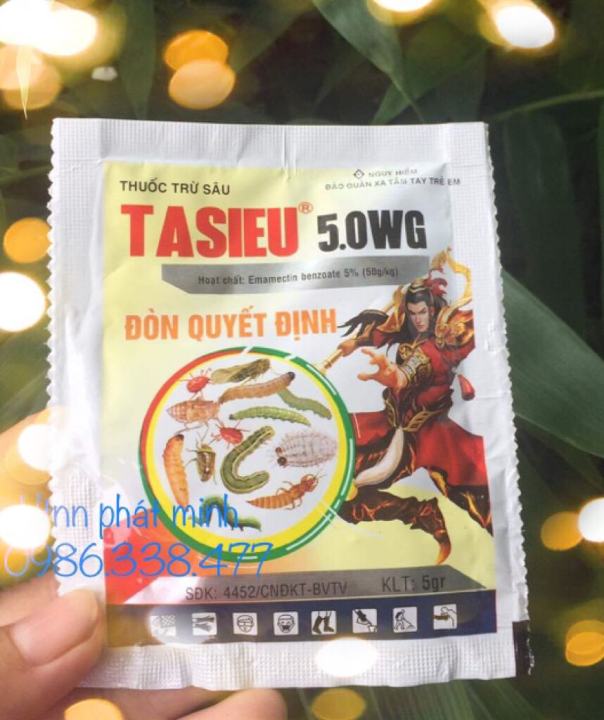 NGUY HIỂM
THUỐC TRỪ SÂU
BẢO QUẢN XA TẦM TAY TRẺ EM
TASIEU® 5.0WG
Hoạt chất: Emamectin benzoate 5% (50g/kg)
ĐÒN QUYẾT ĐỊNH
phát minh
0986.338.477
SĐK: 4452/CNĐKT-BVTV KLT: 5gr